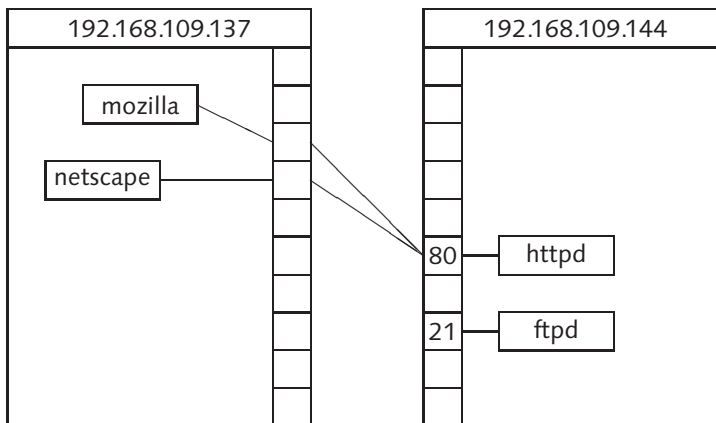 192.168.109.137
192.168.109.144
mozilla
netscape
80
httpd
21
ftpd